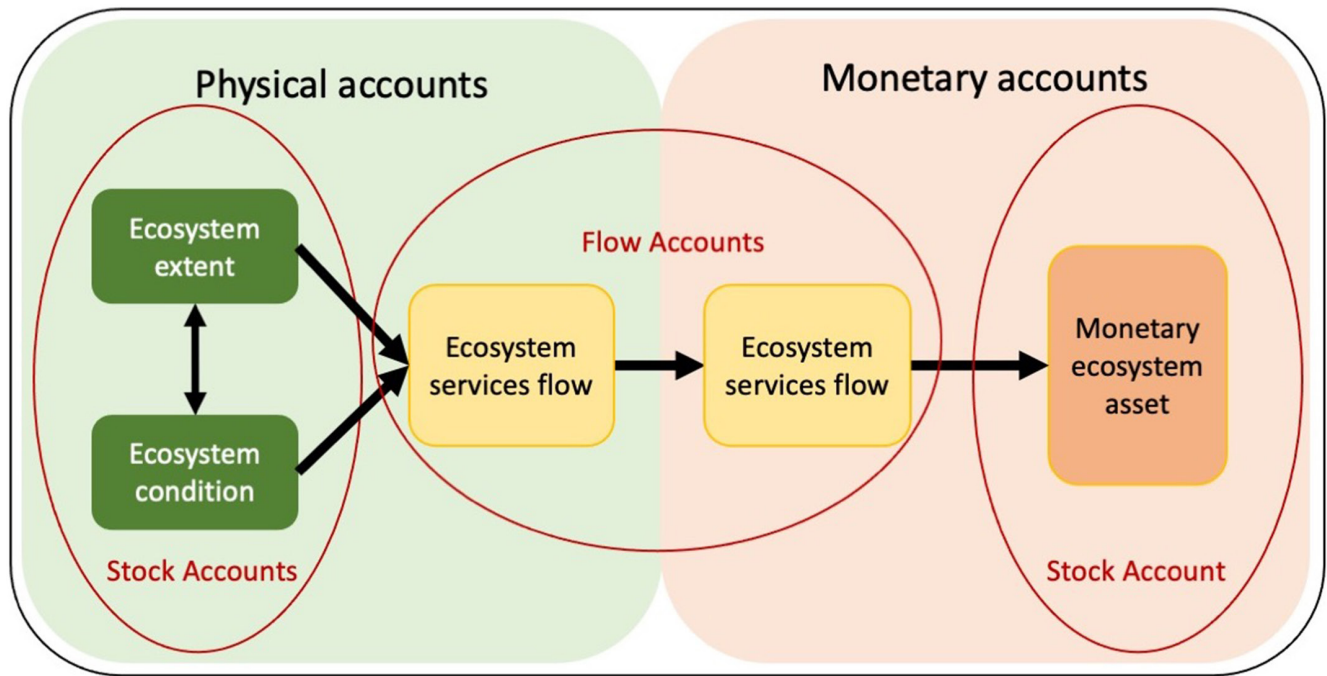 Physical accounts
Monetary accounts
Ecosystem
extent
Flow Accounts
Ecosystem
services flow
Ecosystem
services flow
Monetary
ecosystem
asset
Ecosystem
condition
Stock Accounts
Stock Account